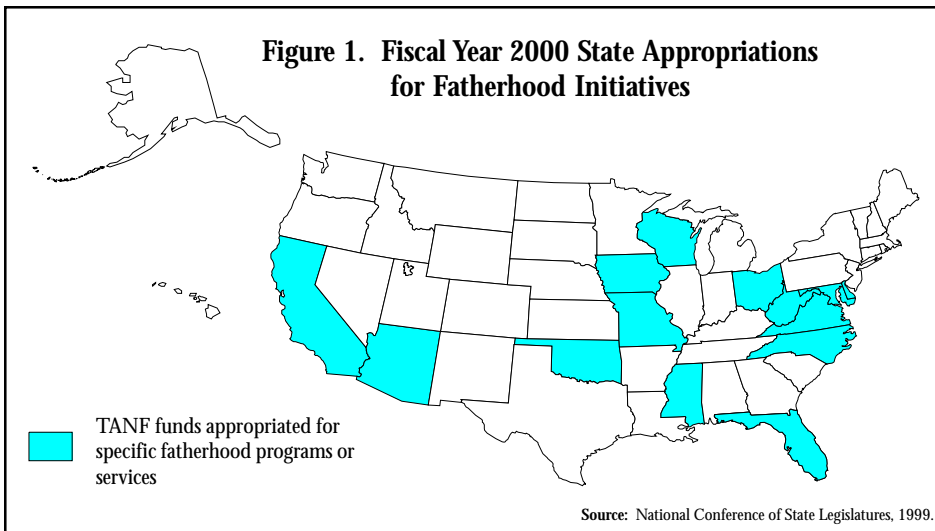 Figure 1. Fiscal Year 2000 State Appropriations
for Fatherhood Initiatives
TANF funds appropriated for
specific fatherhood programs or
services
Source: National Conference of State Legislatures, 1999.